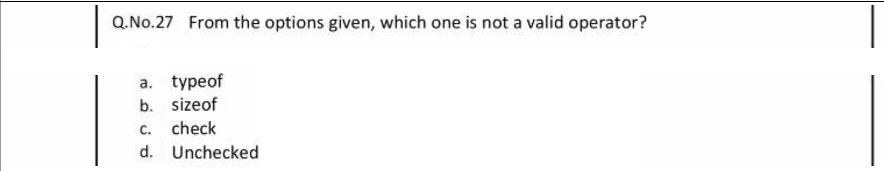 Q.No.27 From the options given, which one is not a valid operator?
a. typeof
b. sizeof
c. check
d. Unchecked